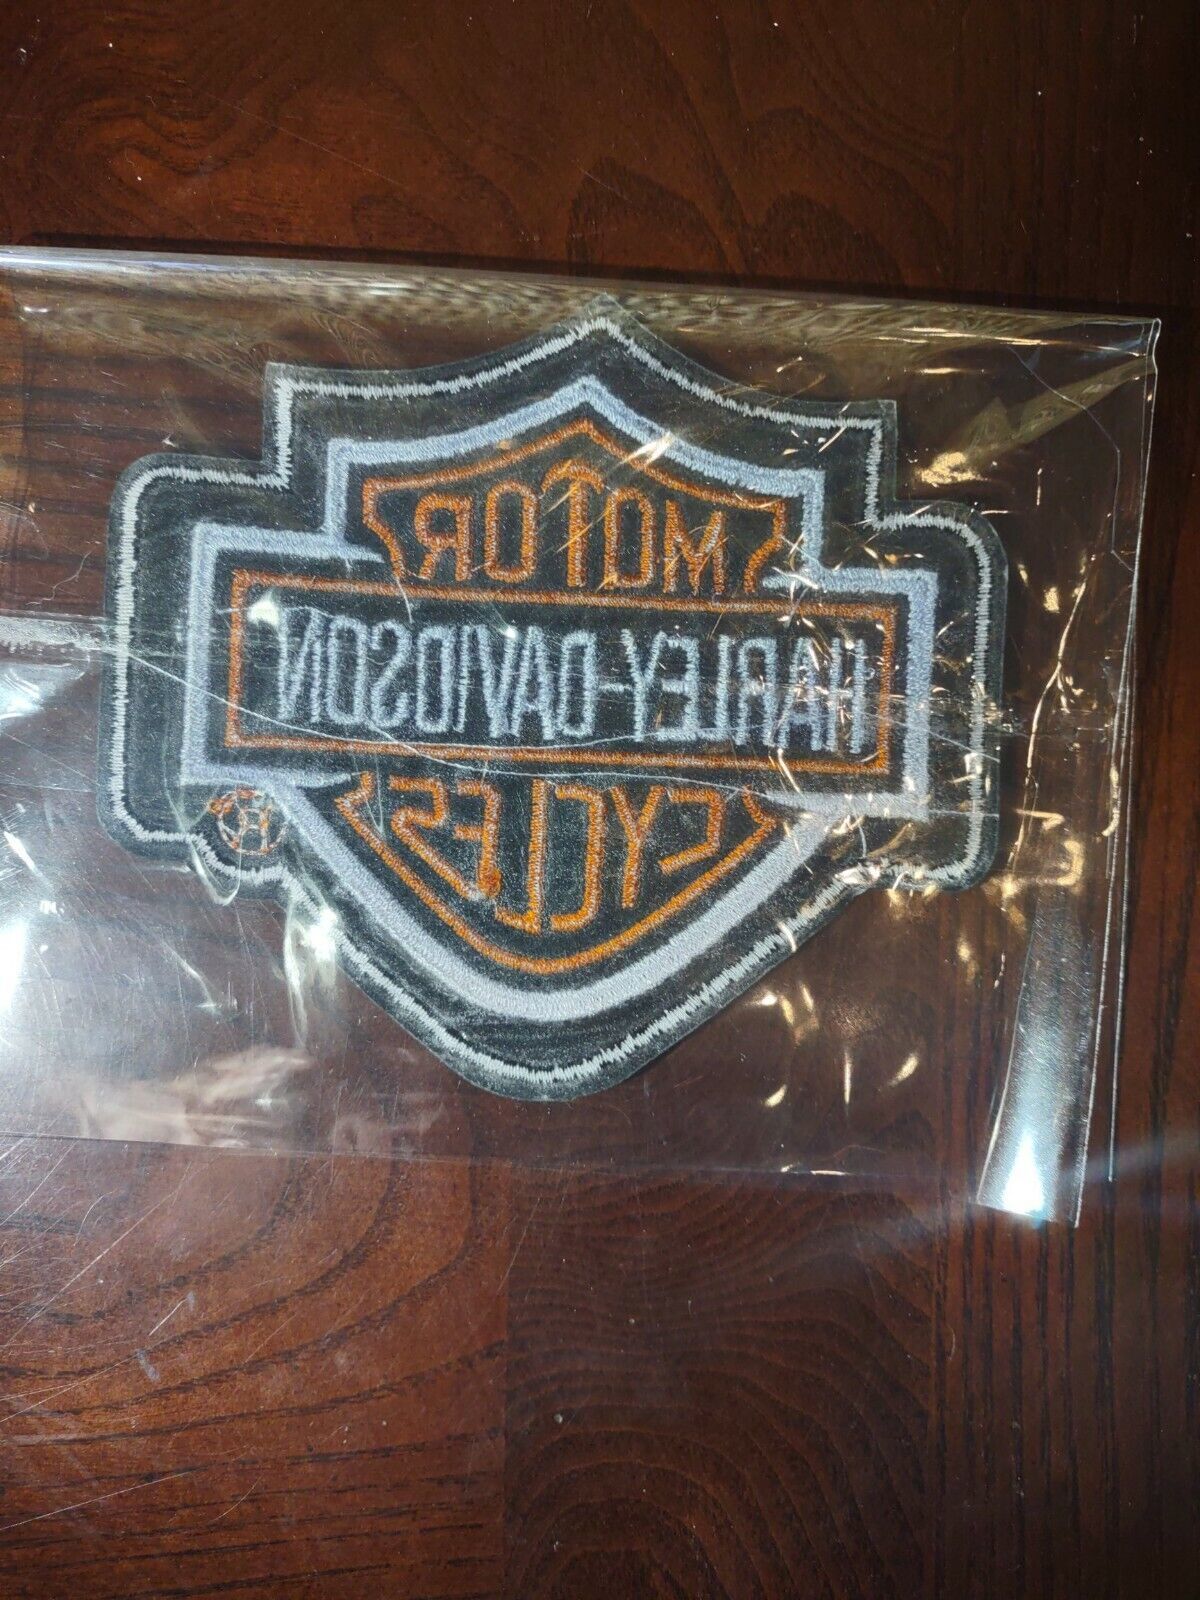 MOTOR
HARLEY-DAVIDSON
CYCLES
®